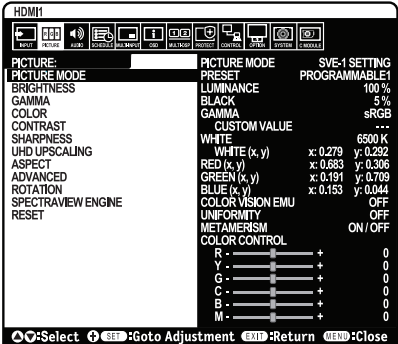 HDMI1
INPUT PICTURE AUDIO SCHEDULE MULTI INPUT OSD MULTI-DSP PROTECT CONTROL OPTION SYSTEM C MODULE
PICTURE:
PICTURE MODE
BRIGHTNESS
GAMMA
COLOR
CONTRAST
SHARPNESS
UHD UPSCALING
ASPECT
ADVANCED
ROTATION
SPECTRAVIEW ENGINE
RESET
PICTURE MODE SVE-1 SETTING
PRESET PROGRAMMABLE1
LUMINANCE 100 %
BLACK 5 %
GAMMA sRGB
CUSTOM VALUE ---
WHITE 6500 K
WHITE (x, y) x: 0.279 y: 0.292
RED (x, y) x: 0.683 y: 0.306
GREEN (x, y) x: 0.191 y: 0.709
BLUE (x, y) x: 0.153 y: 0.044
COLOR VISION EMU OFF
UNIFORMITY OFF
METAMERISM ON / OFF
COLOR CONTROL
R - + 0
Y - + 0
G - + 0
C - + 0
B - + 0
M - + 0
:Select SET :Goto Adjustment EXIT :Return MENU :Close